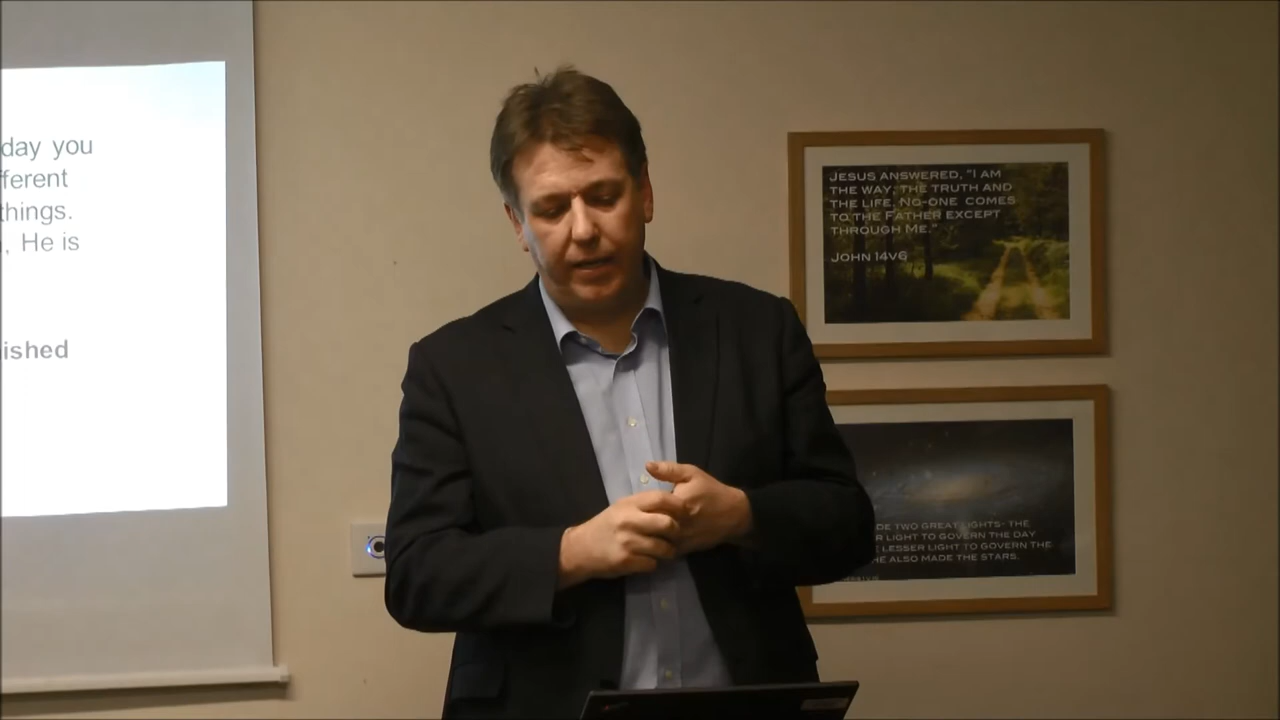 day you
fferent
things.
, He is
ished
JESUS ANSWERED, "I AM
THE WAY, THE TRUTH AND
THE LIFE. NO-ONE COMES
TO THE FATHER EXCEPT
THROUGH ME."
JOHN 14V6
DE TWO GREAT LIGHTS- THE
R LIGHT TO GOVERN THE DAY
E LESSER LIGHT TO GOVERN THE
HE ALSO MADE THE STARS.